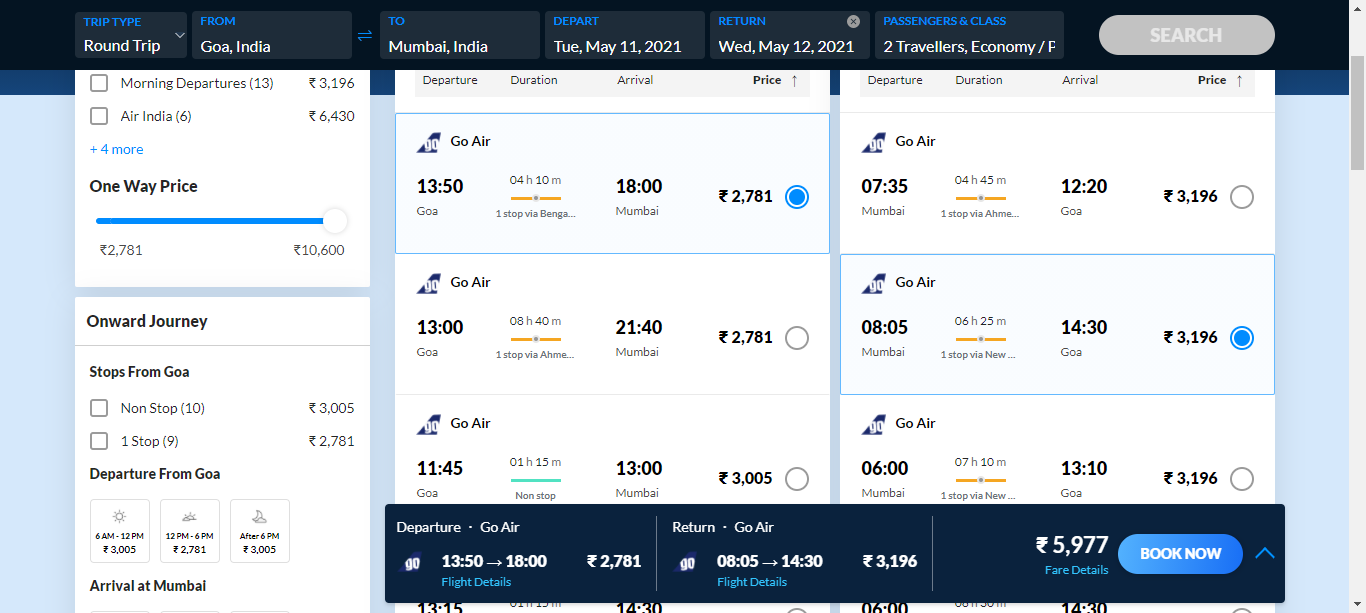 TRIP TYPE
Round Trip
FROM
Goa, India
TO
Mumbai, India
DEPART
Tue, May 11, 2021
RETURN
Wed, May 12, 2021
PASSENGERS & CLASS
2 Travellers, Economy / P
SEARCH
Morning Departures (13) ₹ 3,196
Air India (6) ₹ 6,430
+ 4 more
One Way Price
₹2,781 ₹10,600
Onward Journey
Stops From Goa
Non Stop (10) ₹ 3,005
1 Stop (9) ₹ 2,781
Departure From Goa
6 AM - 12 PM
₹ 3,005
12 PM - 6 PM
₹ 2,781
After 6 PM
₹ 3,005
Arrival at Mumbai
Departure Duration Arrival Price ↑
go Go Air
13:50 04 h 10 m 18:00 ₹ 2,781
Goa 1 stop via Benga... Mumbai
go Go Air
13:00 08 h 40 m 21:40 ₹ 2,781
Goa 1 stop via Ahme... Mumbai
go Go Air
11:45 01 h 15 m 13:00 ₹ 3,005
Goa Non stop Mumbai
13:15 01 h 15 m 14:30
Departure Duration Arrival Price ↑
go Go Air
07:35 04 h 45 m 12:20 ₹ 3,196
Mumbai 1 stop via Ahme... Goa
go Go Air
08:05 06 h 25 m 14:30 ₹ 3,196
Mumbai 1 stop via New ... Goa
go Go Air
06:00 07 h 10 m 13:10 ₹ 3,196
Mumbai 1 stop via New ... Goa
06:00 08 h 30 m 14:30
Departure · Go Air
go 13:50 → 18:00 ₹ 2,781
Flight Details
Return · Go Air
go 08:05 → 14:30 ₹ 3,196
Flight Details
₹ 5,977
Fare Details
BOOK NOW